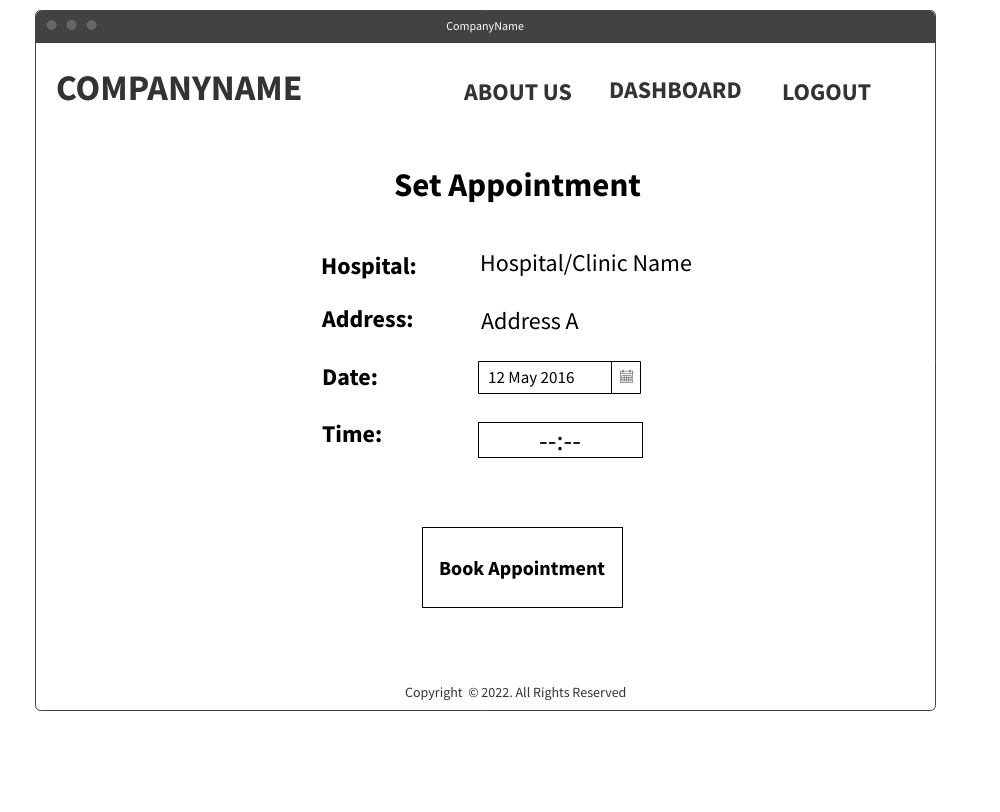 CompanyName
COMPANYNAME ABOUT US DASHBOARD LOGOUT
Set Appointment
Hospital: Hospital/Clinic Name
Address: Address A
Date: 12 May 2016
Time: --:--
Book Appointment
Copyright © 2022. All Rights Reserved